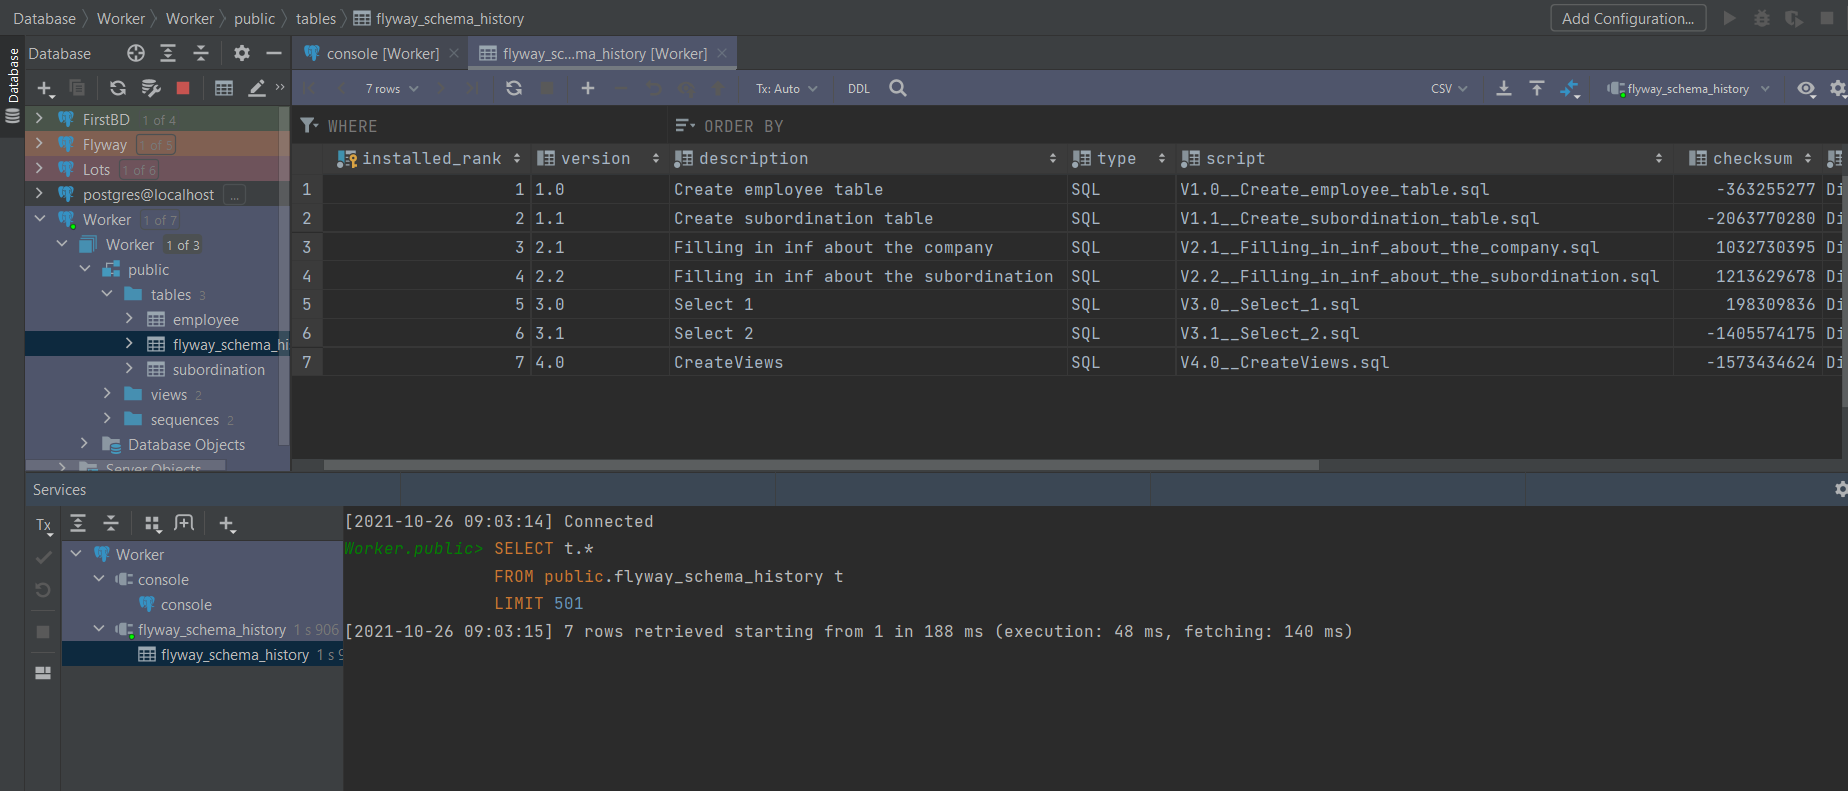 Database Worker Worker public tables flyway_schema_history
Add Configuration...
Database
Database
console [Worker]
flyway_sc...ma_history [Worker]
7 rows
Tx: Auto
DDL
CSV
flyway_schema_history
FirstBD 1 of 4
Flyway 1 of 5
Lots 1 of 6
postgres@localhost ...
Worker 1 of 7
Worker 1 of 3
public
tables 3
employee
flyway_schema_hi
subordination
views 2
sequences 2
Database Objects
Server Objects
WHERE
ORDER BY
installed_rank version description type script checksum
1 1 1.0 Create employee table SQL V1.0__Create_employee_table.sql -363255277 Di
2 2 1.1 Create subordination table SQL V1.1__Create_subordination_table.sql -2063770280 Di
3 3 2.1 Filling in inf about the company SQL V2.1__Filling_in_inf_about_the_company.sql 1032730395 Di
4 4 2.2 Filling in inf about the subordination SQL V2.2__Filling_in_inf_about_the_subordination.sql 1213629678 Di
5 5 3.0 Select 1 SQL V3.0__Select_1.sql 198309836 Di
6 6 3.1 Select 2 SQL V3.1__Select_2.sql -1405574175 Di
7 7 4.0 CreateViews SQL V4.0__CreateViews.sql -1573434624 Di
Services
Tx
Worker
console
console
flyway_schema_history 1 s 906
flyway_schema_history 1 s 9
[2021-10-26 09:03:14] Connected
Worker.public> SELECT t.*
FROM public.flyway_schema_history t
LIMIT 501
[2021-10-26 09:03:15] 7 rows retrieved starting from 1 in 188 ms (execution: 48 ms, fetching: 140 ms)